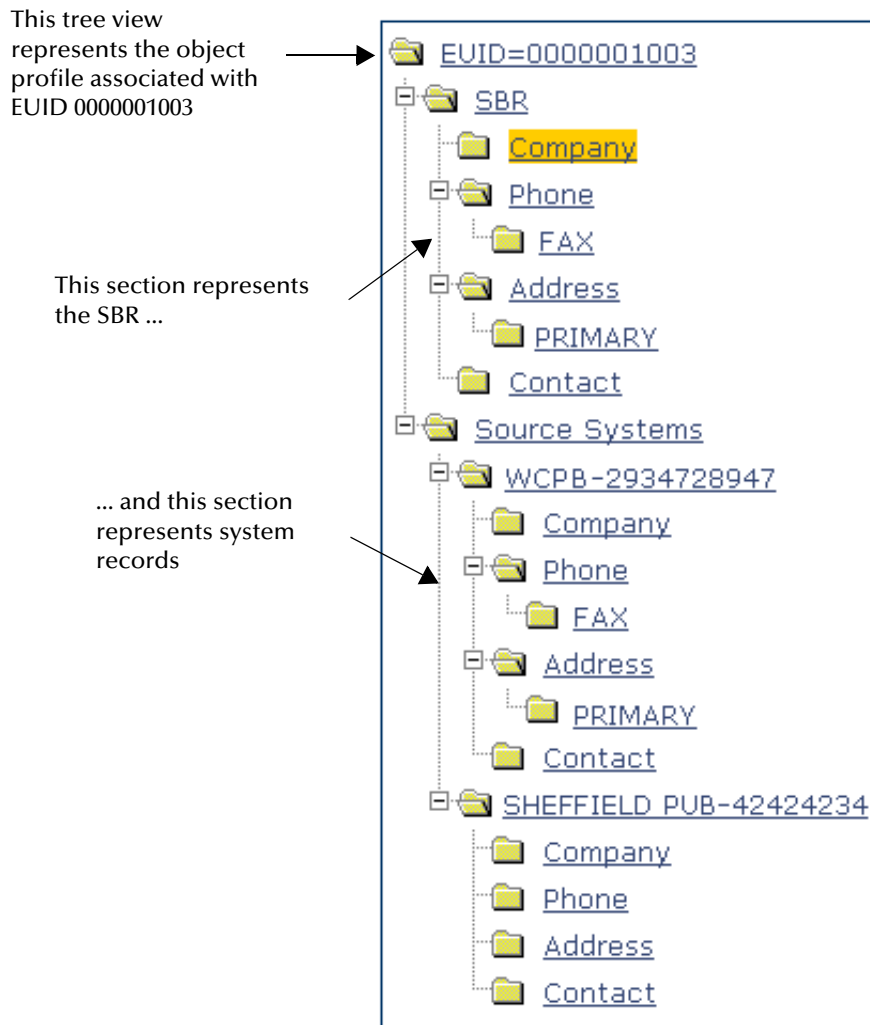 This tree view
represents the object
profile associated with
EUID 0000001003
EUID=0000001003
SBR
Company
Phone
FAX
This section represents
the SBR ...
Address
PRIMARY
Contact
Source Systems
WCPB-2934728947
... and this section
represents system
records
Company
Phone
FAX
Address
PRIMARY
Contact
SHEFFIELD PUB-42424234
Company
Phone
Address
Contact